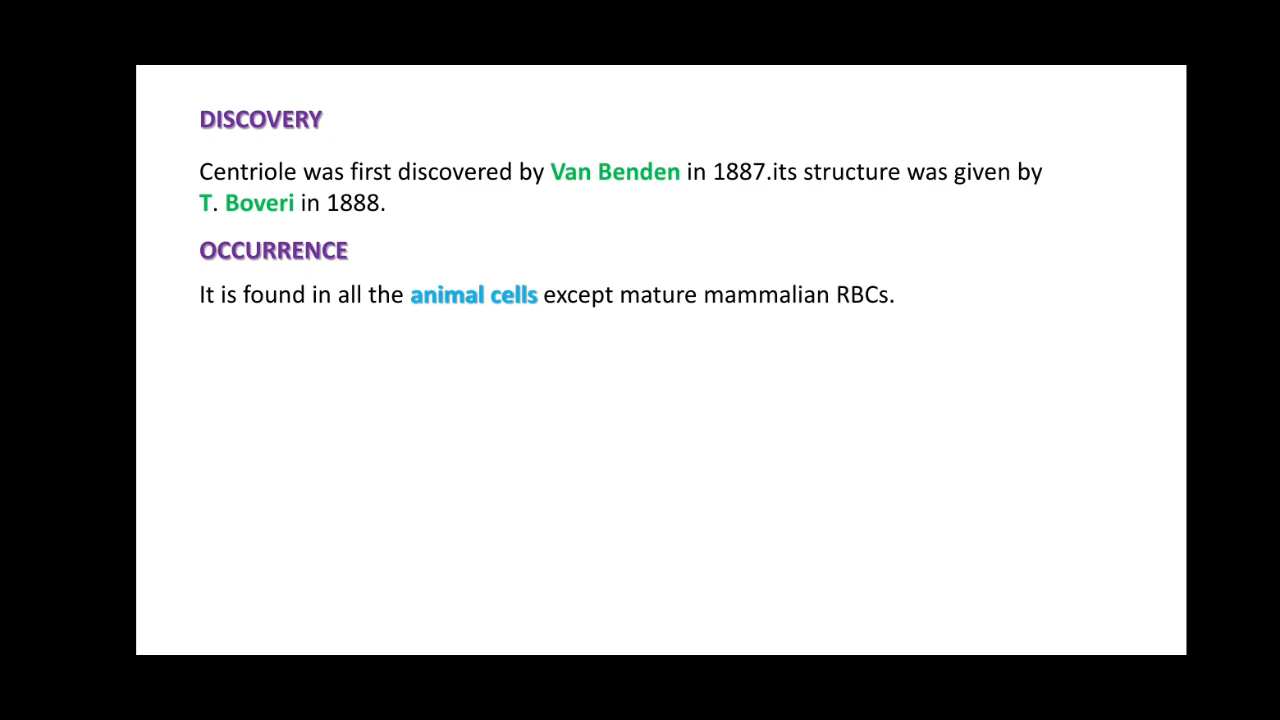 DISCOVERY
Centriole was first discovered by Van Benden in 1887.its structure was given by
T. Boveri in 1888.
OCCURRENCE
It is found in all the animal cells except mature mammalian RBCs.